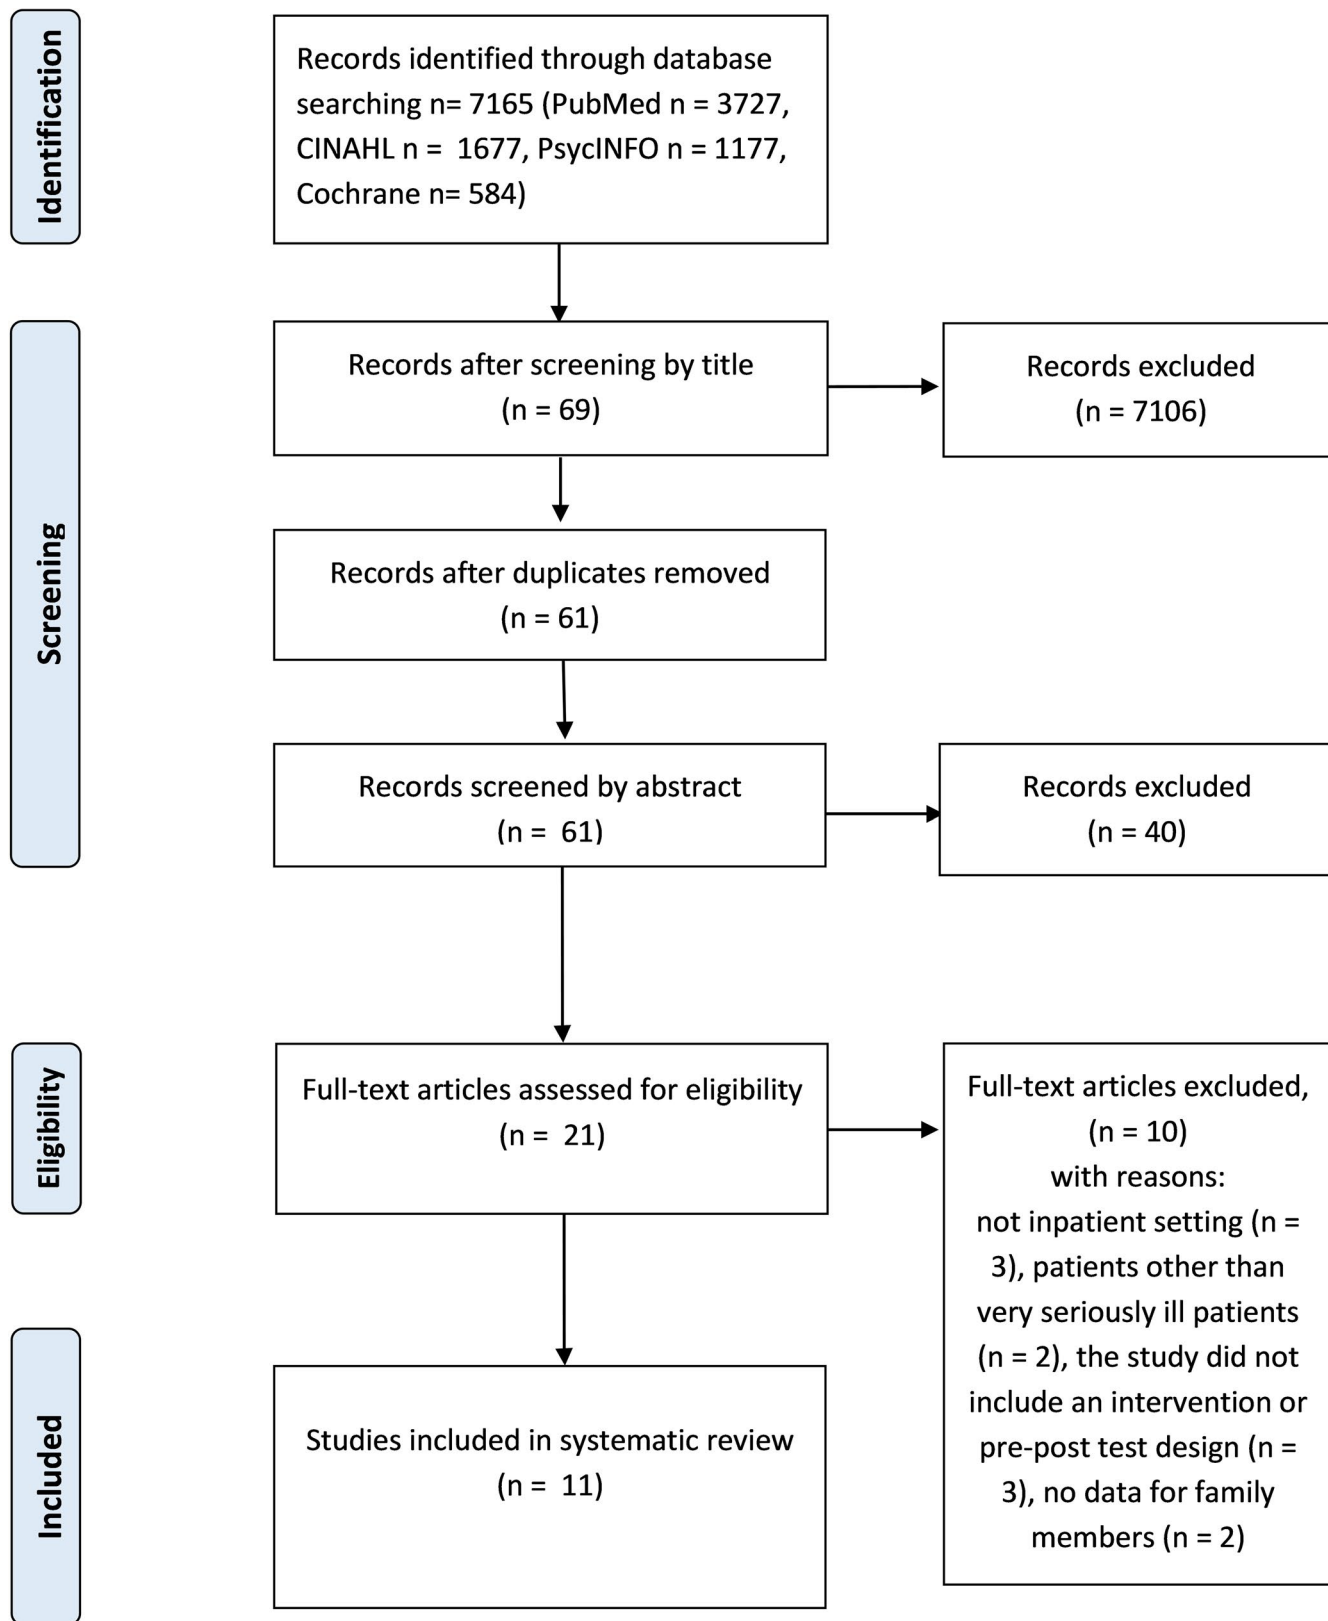 Identification
Records identified through database
searching n= 7165 (PubMed n = 3727,
CINAHL n =  1677, PsycINFO n = 1177,
Cochrane n= 584)
Screening
Records after screening by title
(n = 69)
Records excluded
(n = 7106)
Records after duplicates removed
(n = 61)
Records screened by abstract
(n =  61)
Records excluded
(n = 40)
Eligibility
Full-text articles assessed for eligibility
(n =  21)
Full-text articles excluded,
(n = 10)
with reasons:
not inpatient setting (n =
3), patients other than
very seriously ill patients
(n = 2), the study did not
include an intervention or
pre-post test design (n =
3), no data for family
members (n = 2)
Included
Studies included in systematic review
(n =  11)